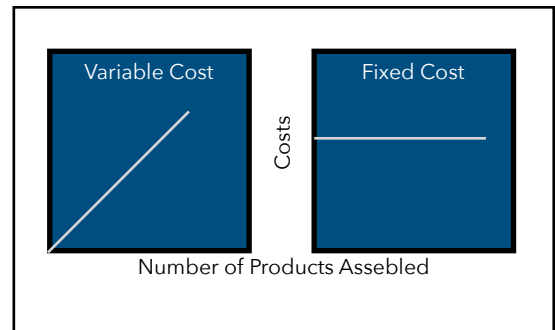 Variable Cost
Fixed Cost
Costs
Number of Products Assebled